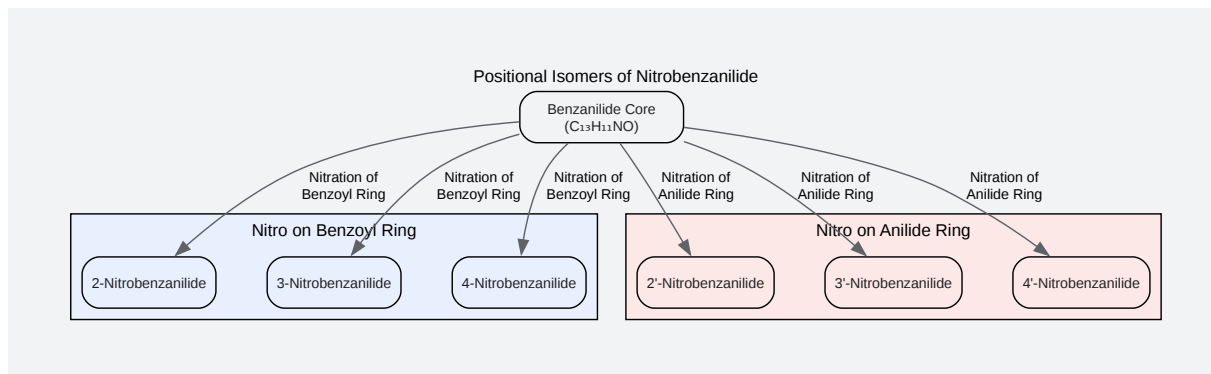 Positional Isomers of Nitrobenzanilide
Benzanilide Core
(C₁₃H₁₁NO)
Nitration of
Benzoyl Ring
Nitration of
Benzoyl Ring
Nitration of
Benzoyl Ring
Nitration of
Anilide Ring
Nitration of
Anilide Ring
Nitration of
Anilide Ring
Nitro on Benzoyl Ring
2-Nitrobenzanilide
3-Nitrobenzanilide
4-Nitrobenzanilide
Nitro on Anilide Ring
2'-Nitrobenzanilide
3'-Nitrobenzanilide
4'-Nitrobenzanilide